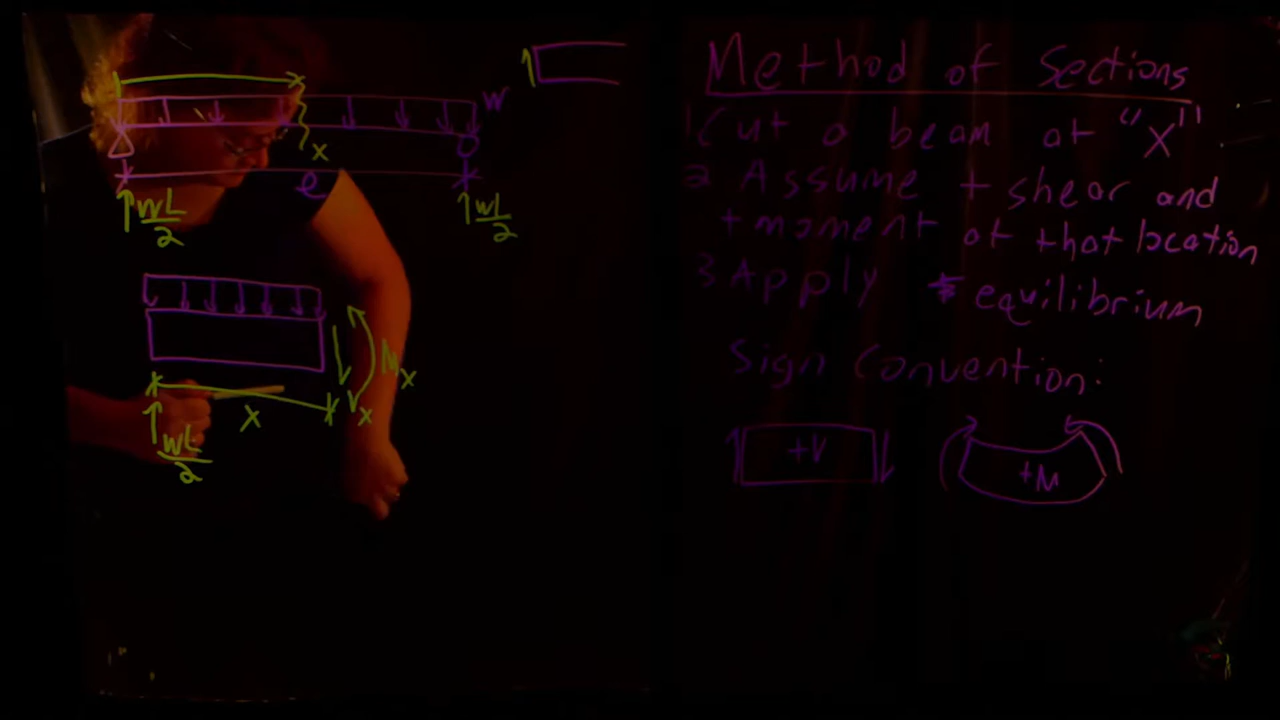 w
x
e
wL/2
wL/2
Mx
Vx
x
wL/2
Method of Sections
1 Cut a beam at "X"
2 Assume + shear and
+ moment at that location
3 Apply equilibrium
Sign Convention:
+V
+M